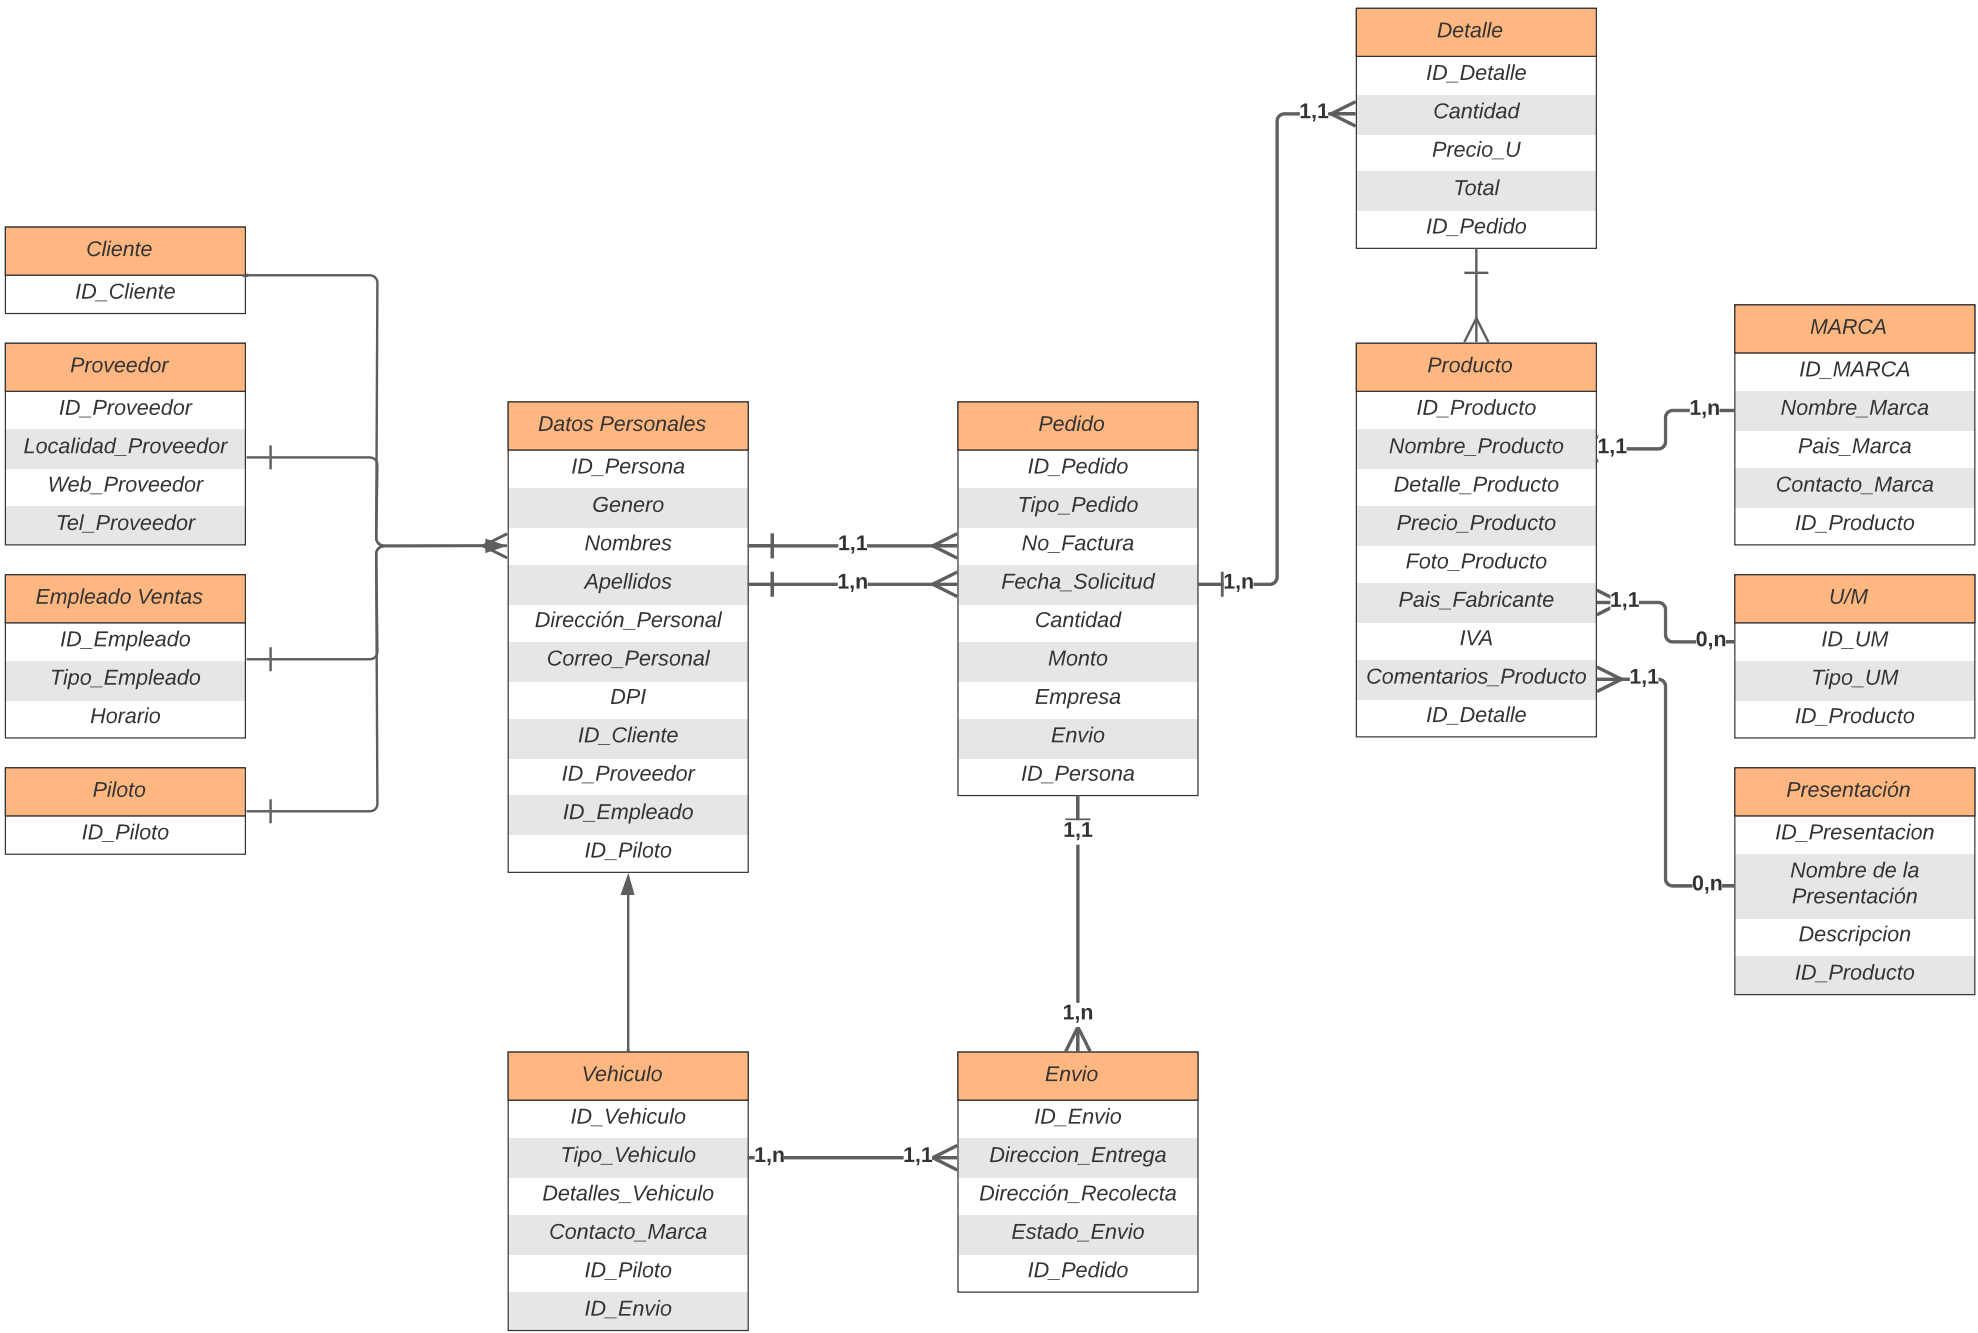 Detalle
ID_Detalle
Cantidad
Precio_U
Total
ID_Pedido
Cliente
ID_Cliente
Proveedor
ID_Proveedor
Localidad_Proveedor
Web_Proveedor
Tel_Proveedor
Empleado Ventas
ID_Empleado
Tipo_Empleado
Horario
Piloto
ID_Piloto
Datos Personales
ID_Persona
Genero
Nombres
Apellidos
Dirección_Personal
Correo_Personal
DPI
ID_Cliente
ID_Proveedor
ID_Empleado
ID_Piloto
1,1
1,n
Pedido
ID_Pedido
Tipo_Pedido
No_Factura
Fecha_Solicitud
Cantidad
Monto
Empresa
Envio
ID_Persona
1,n
1,1
Producto
ID_Producto
Nombre_Producto
Detalle_Producto
Precio_Producto
Foto_Producto
Pais_Fabricante
IVA
Comentarios_Producto
ID_Detalle
1,1
1,n
1,1
0,n
1,1
0,n
MARCA
ID_MARCA
Nombre_Marca
Pais_Marca
Contacto_Marca
ID_Producto
U/M
ID_UM
Tipo_UM
ID_Producto
Presentación
ID_Presentacion
Nombre de la
Presentación
Descripcion
ID_Producto
1,1
1,n
Vehiculo
ID_Vehiculo
Tipo_Vehiculo
Detalles_Vehiculo
Contacto_Marca
ID_Piloto
ID_Envio
1,n
1,1
Envio
ID_Envio
Direccion_Entrega
Dirección_Recolecta
Estado_Envio
ID_Pedido